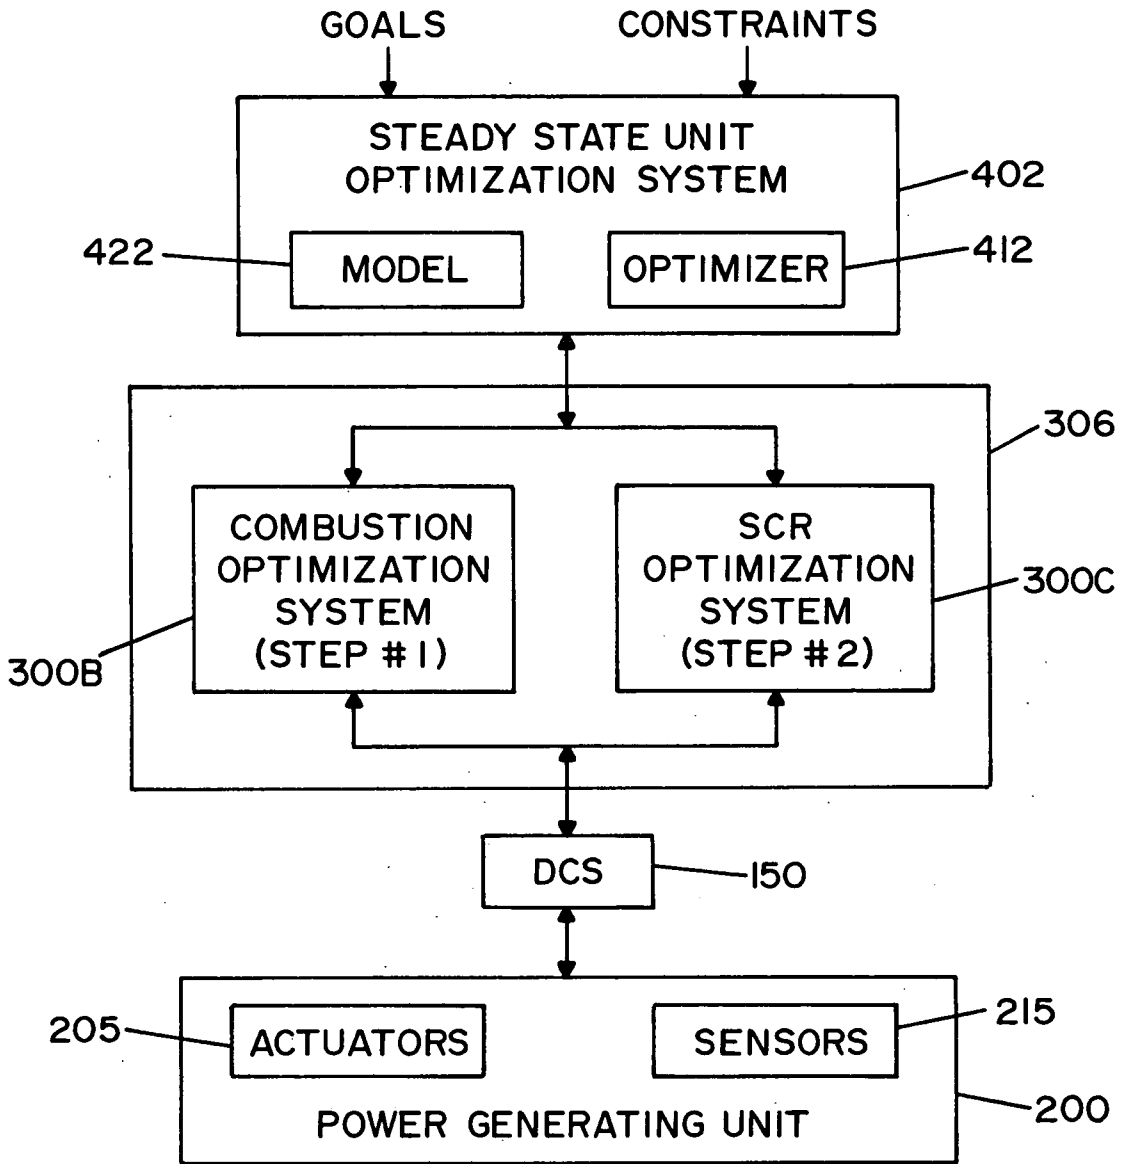 GOALS
CONSTRAINTS
STEADY STATE UNIT
OPTIMIZATION SYSTEM
402
422
MODEL
OPTIMIZER
412
306
COMBUSTION
OPTIMIZATION
SYSTEM
(STEP #1)
300B
SCR
OPTIMIZATION
SYSTEM
(STEP #2)
300C
DCS
150
205
ACTUATORS
SENSORS
215
POWER GENERATING UNIT
200